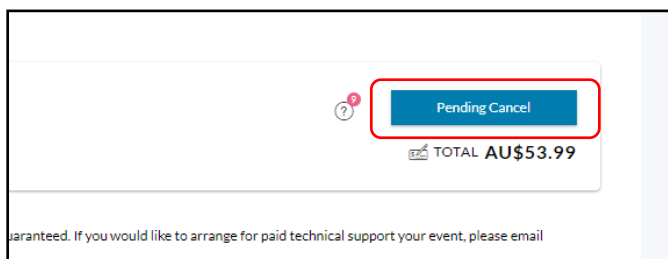 9
?
Pending Cancel
TOTAL AU$53.99
guaranteed. If you would like to arrange for paid technical support your event, please email